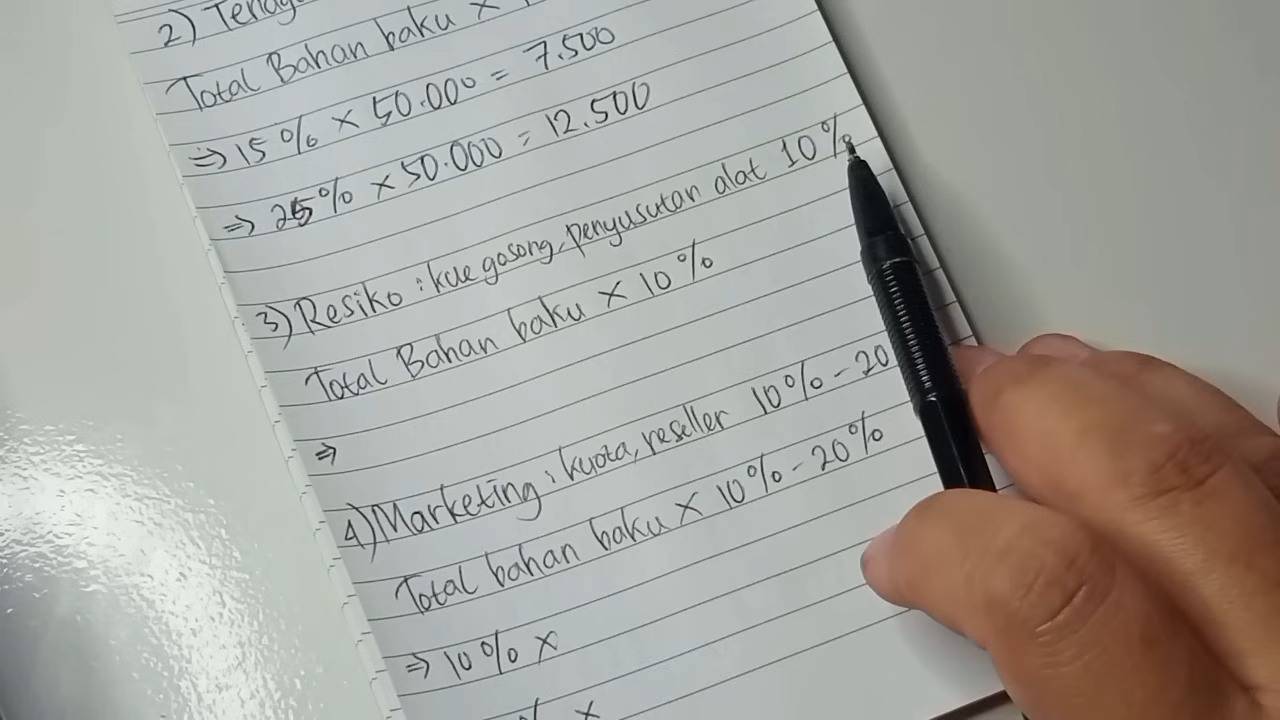 2)
Total Bahan baku x
⇒ 15% x 50.000 = 7.500
⇒ 25% x 50.000 = 12.500
3) Resiko : kue gosong, penyusutan alat 10%
Total Bahan baku x 10%
⇒
4) Marketing : kuota, reseller 10% - 20
Total bahan baku x 10% - 20%
⇒ 10% x
% x